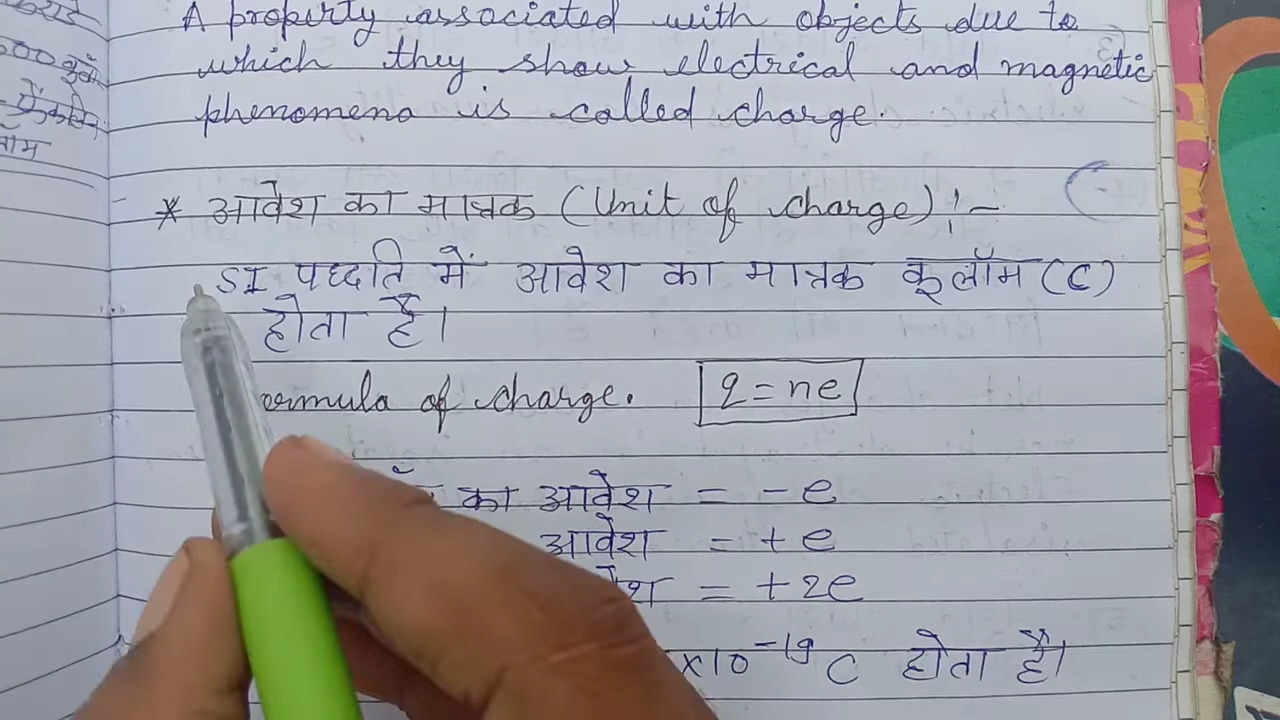 A property associated with objects due to
which they show electrical and magnetic
phenomena is called charge.
* आवेश का मात्रक (Unit of charge) :-
SI पद्धति में आवेश का मात्रक कूलॉम (C)
होता है।
ormula of charge. q = ne
का आवेश = - e
आवेश = + e
= + 2e
×10⁻¹⁹ C होता है।